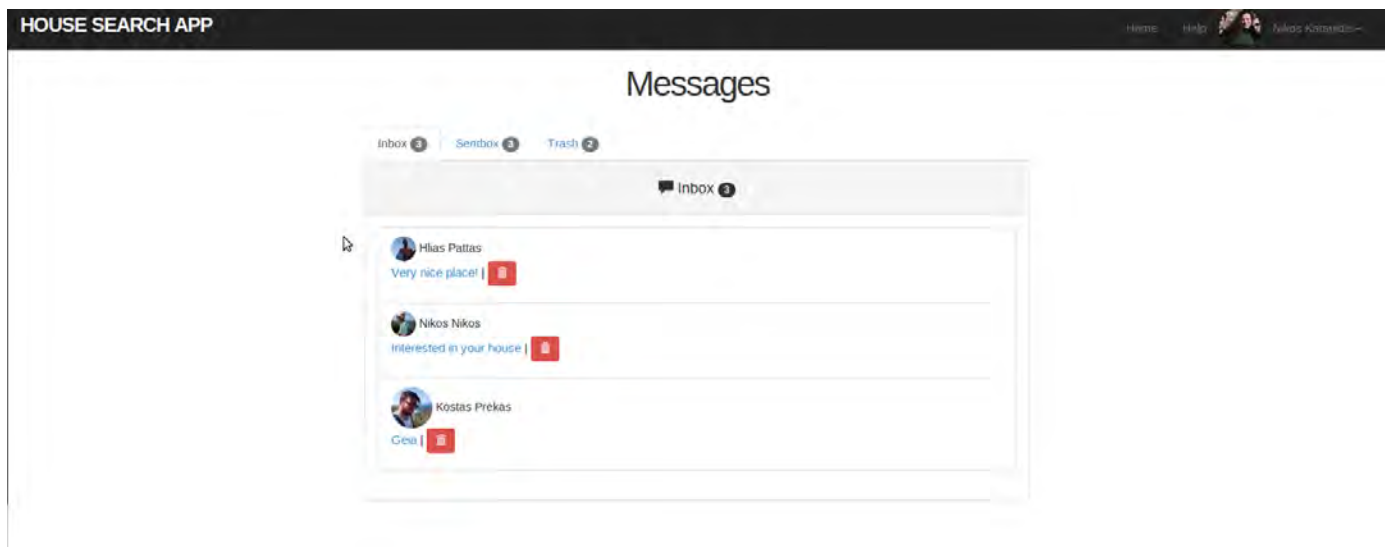 HOUSE SEARCH APP
Home Help Nikos
Messages
Inbox 3 Sentbox 3 Trash 2
Inbox 3
Hlias Pattas
Very nice place! |
Nikos Nikos
Interested in your house |
Kostas Prekas
Geia |